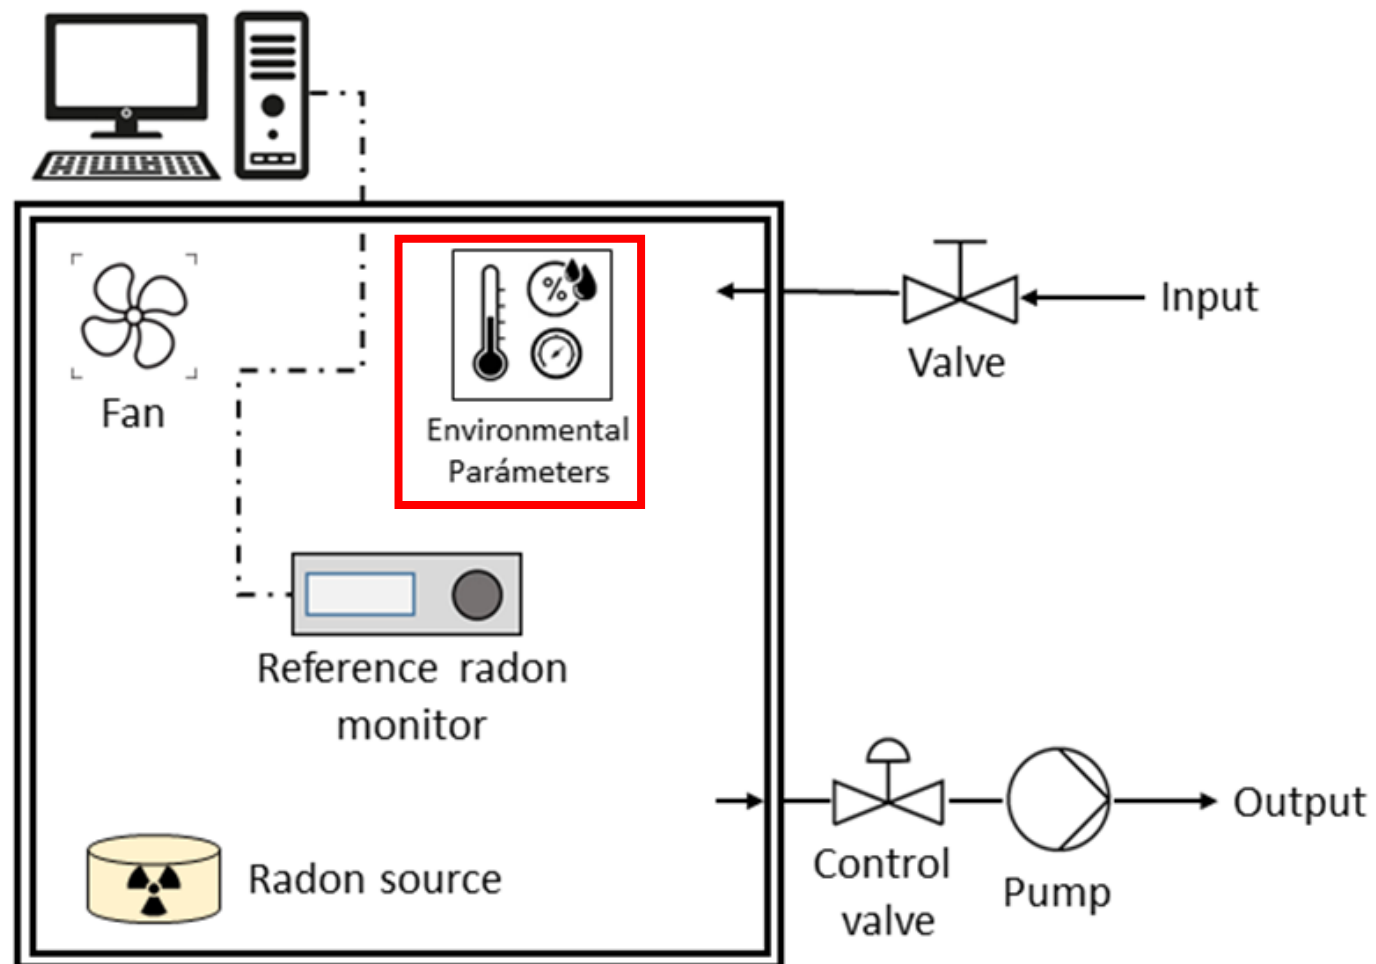 %
Fan
Environmental
Parámeters
Input
Valve
Reference radon
monitor
Radon source
Control
valve
Pump
Output